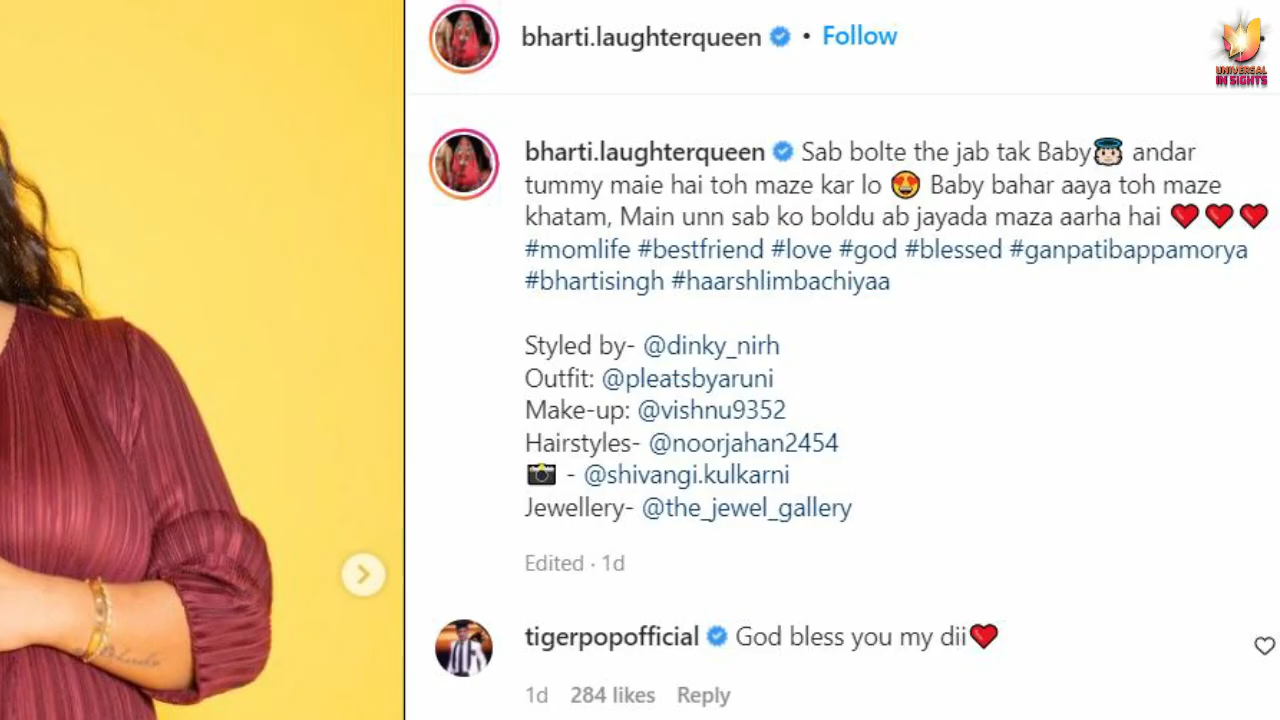 bharti.laughterqueen • Follow
UNIVERSAL
IN SIGHTS
bharti.laughterqueen Sab bolte the jab tak Baby👼🏻 andar
tummy maie hai toh maze kar lo 😍 Baby bahar aaya toh maze
khatam, Main unn sab ko boldu ab jayada maza aarha hai ❤️❤️❤️
#momlife #bestfriend #love #god #blessed #ganpatibappamorya
#bhartisingh #haarshlimbachiyaa
Styled by- @dinky_nirh
Outfit: @pleatsbyaruni
Make-up: @vishnu9352
Hairstyles- @noorjahan2454
📸 - @shivangi.kulkarni
Jewellery- @the_jewel_gallery
Edited · 1d
tigerpopofficial God bless you my dii❤️
1d 284 likes Reply